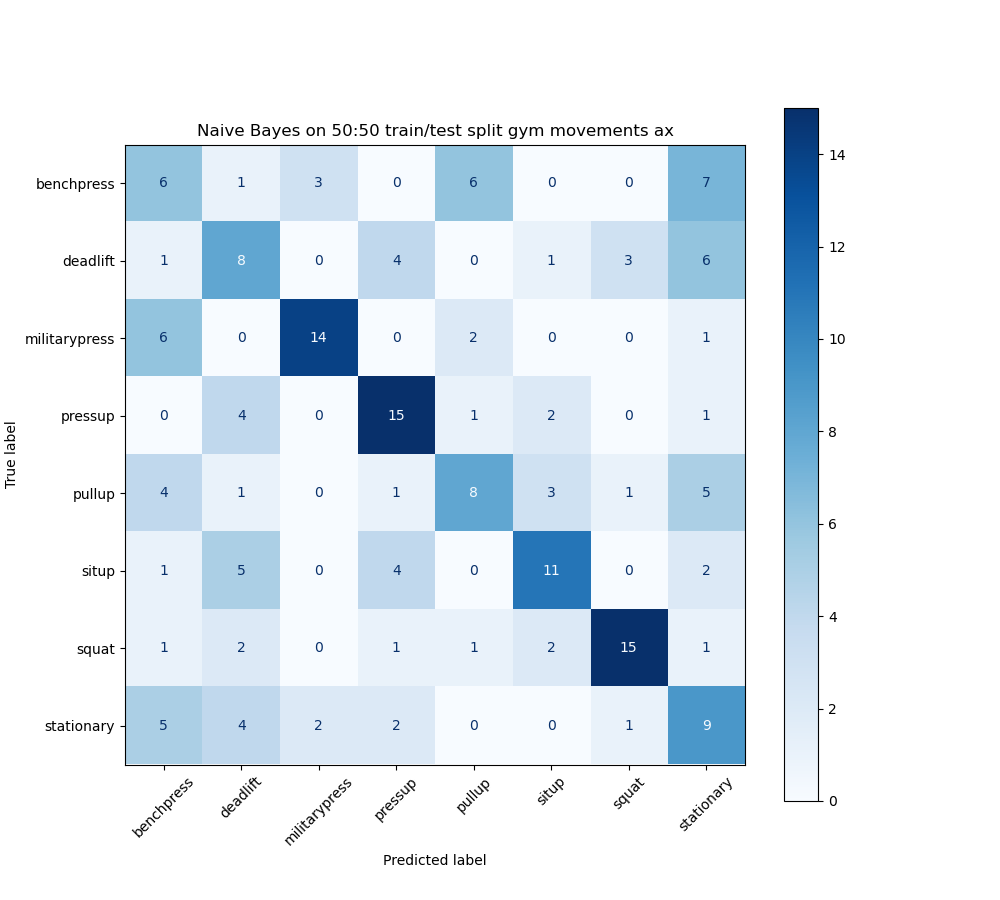 Naive Bayes on 50:50 train/test split gym movements ax
benchpress 6 1 3 0 6 0 0 7
deadlift 1 8 0 4 0 1 3 6
militarypress 6 0 14 0 2 0 0 1
pressup 0 4 0 15 1 2 0 1
pullup 4 1 0 1 8 3 1 5
situp 1 5 0 4 0 11 0 2
squat 1 2 0 1 1 2 15 1
stationary 5 4 2 2 0 0 1 9
benchpress deadlift militarypress pressup pullup situp squat stationary
Predicted label
True label
14
12
10
8
6
4
2
0